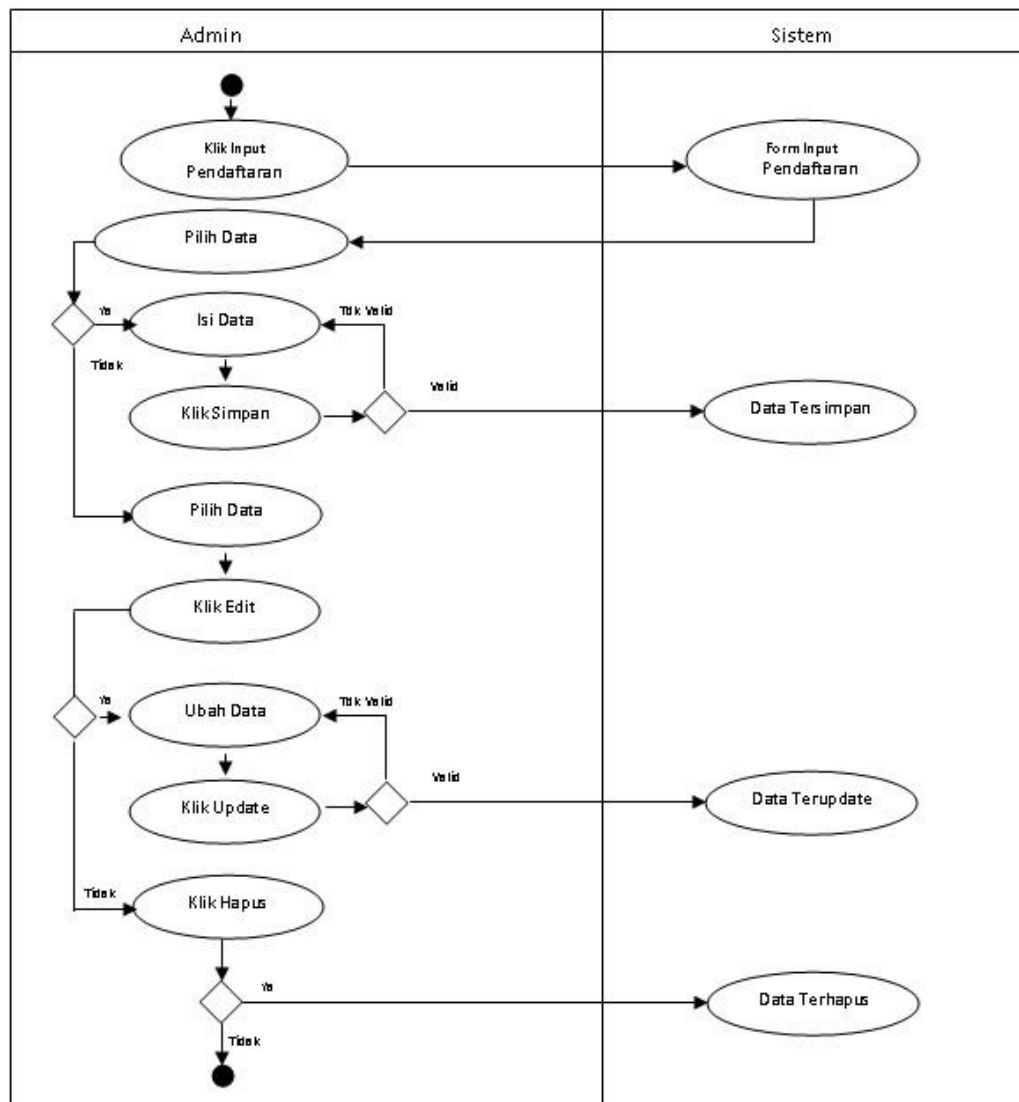 Admin
Sistem
Klik Input
Pendaftaran
Form Input
Pendaftaran
Pilih Data
Ya
Isi Data
Tdk Valid
Tidak
Valid
Klik Simpan
Data Tersimpan
Pilih Data
Klik Edit
Ya
Ubah Data
Tdk Valid
Valid
Klik Update
Data Terupdate
Tidak
Klik Hapus
Ya
Data Terhapus
Tidak